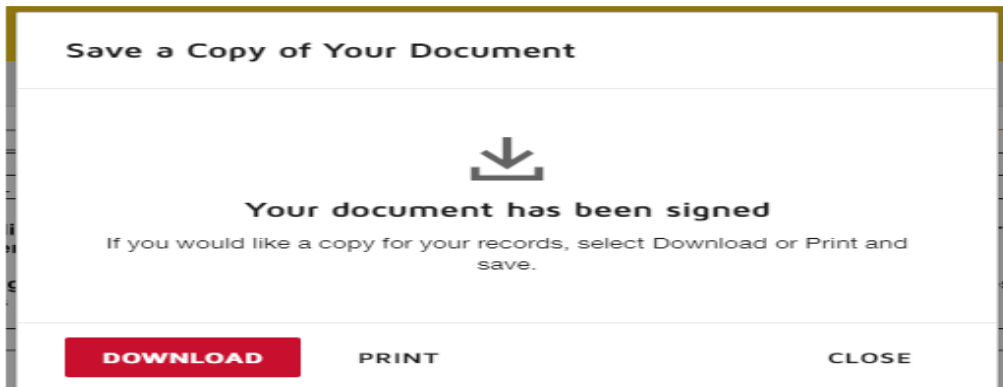 Save a Copy of Your Document
Your document has been signed
If you would like a copy for your records, select Download or Print and
save.
DOWNLOAD PRINT CLOSE